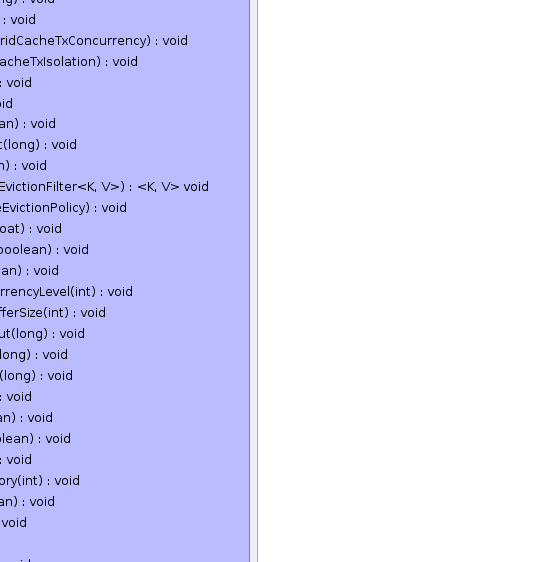 ng) : void
: void
ridCacheTxConcurrency) : void
acheTxIsolation) : void
: void
oid
an) : void
t(long) : void
n) : void
EvictionFilter<K, V>) : <K, V> void
eEvictionPolicy) : void
oat) : void
boolean) : void
an) : void
rrencyLevel(int) : void
fferSize(int) : void
ut(long) : void
long) : void
(long) : void
: void
an) : void
olean) : void
: void
ory(int) : void
an) : void
void
void